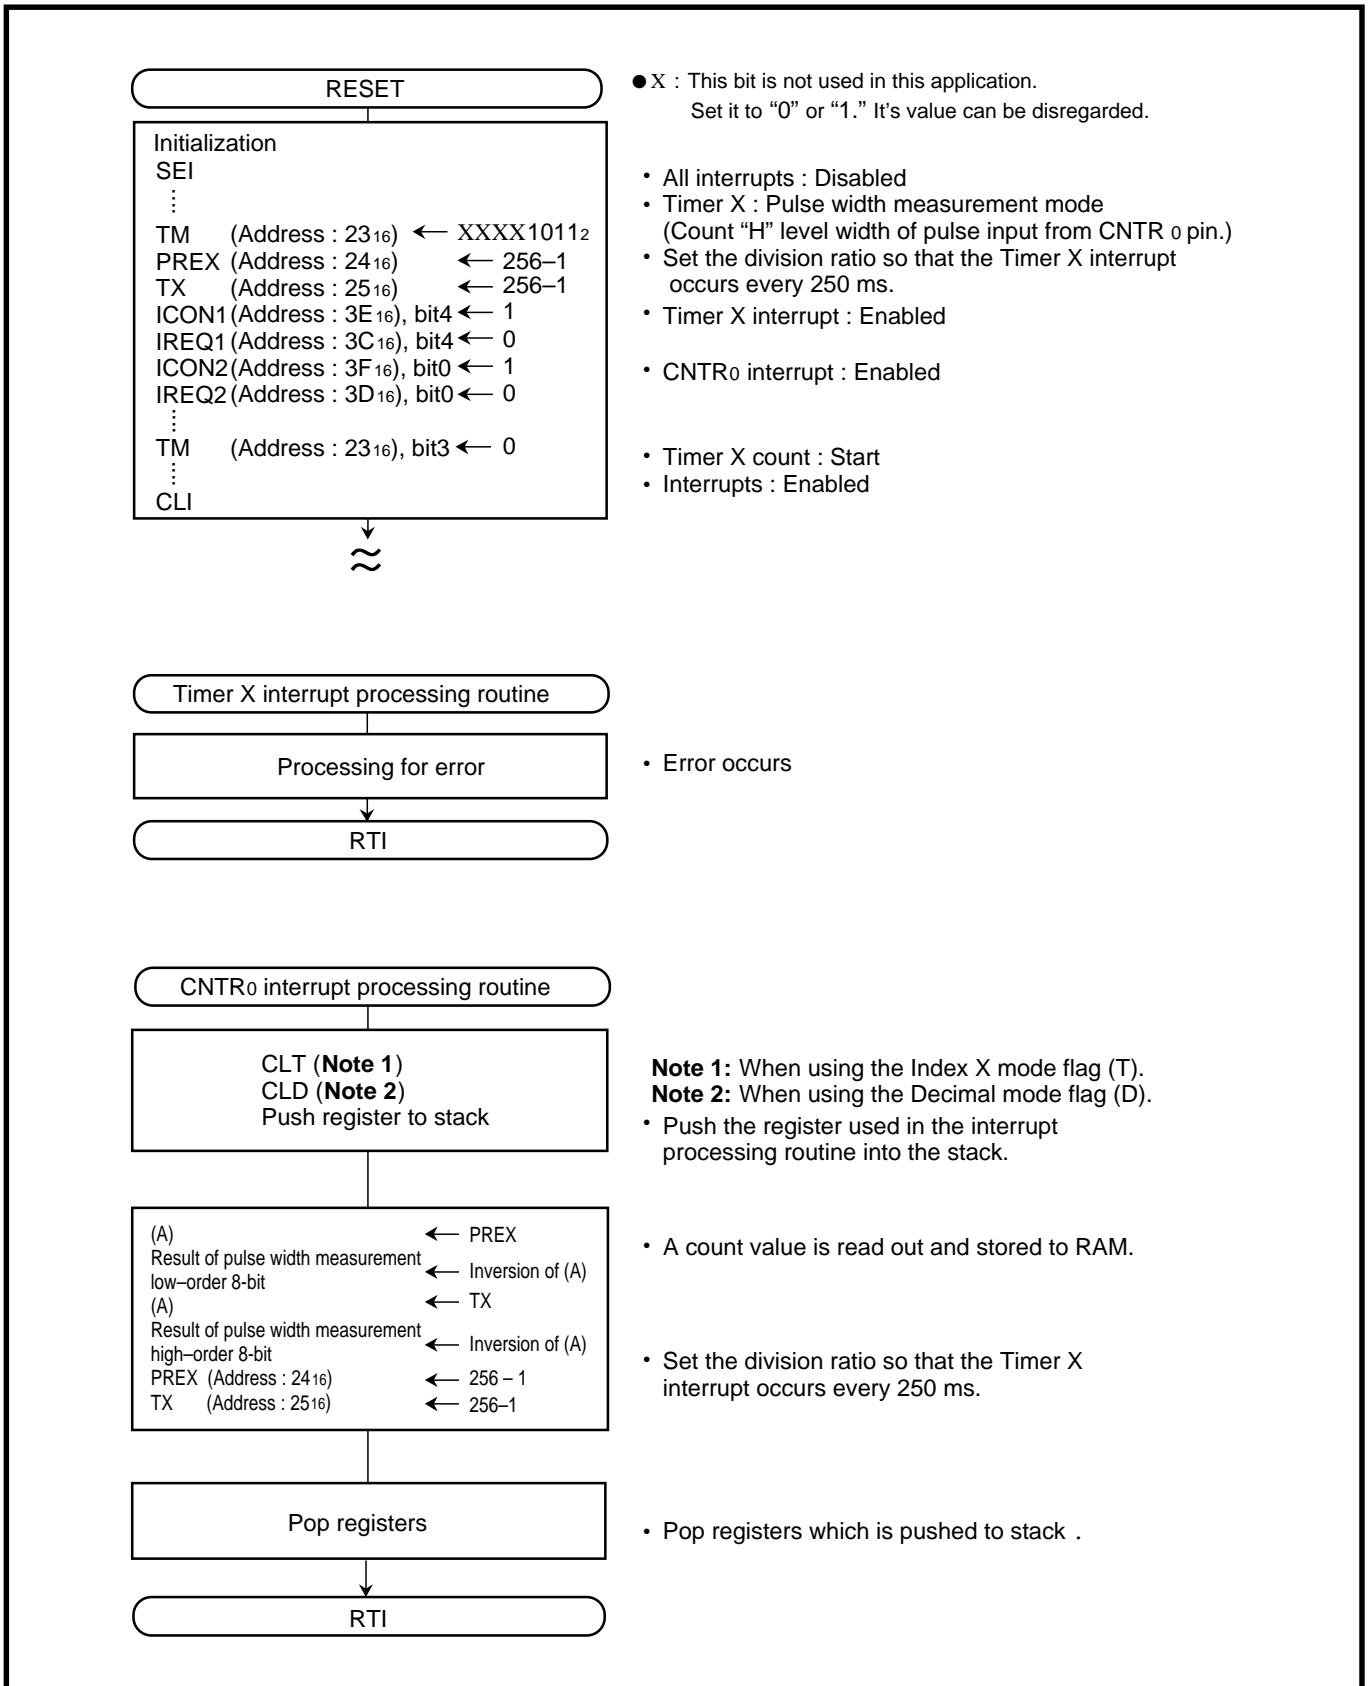 RESET
●X : This bit is not used in this application.
Set it to “0” or “1.” It’s value can be disregarded.
Initialization
SEI
TM (Address : 2316) ← XXXX10112
PREX (Address : 2416) ← 256–1
TX (Address : 2516) ← 256–1
ICON1(Address : 3E16), bit4 ← 1
IREQ1(Address : 3C16), bit4 ← 0
ICON2(Address : 3F16), bit0 ← 1
IREQ2(Address : 3D16), bit0 ← 0
TM (Address : 2316), bit3 ← 0
CLI
• All interrupts : Disabled
• Timer X : Pulse width measurement mode
(Count “H” level width of pulse input from CNTR 0 pin.)
• Set the division ratio so that the Timer X interrupt
occurs every 250 ms.
• Timer X interrupt : Enabled
• CNTR0 interrupt : Enabled
• Timer X count : Start
• Interrupts : Enabled
Timer X interrupt processing routine
Processing for error
• Error occurs
RTI
CNTR0 interrupt processing routine
CLT (Note 1)
CLD (Note 2)
Push register to stack
Note 1: When using the Index X mode flag (T).
Note 2: When using the Decimal mode flag (D).
• Push the register used in the interrupt
processing routine into the stack.
(A) ← PREX
Result of pulse width measurement
low–order 8-bit ← Inversion of (A)
(A) ← TX
Result of pulse width measurement
high–order 8-bit ← Inversion of (A)
PREX (Address : 2416) ← 256 – 1
TX (Address : 2516) ← 256–1
• A count value is read out and stored to RAM.
• Set the division ratio so that the Timer X
interrupt occurs every 250 ms.
Pop registers
• Pop registers which is pushed to stack .
RTI